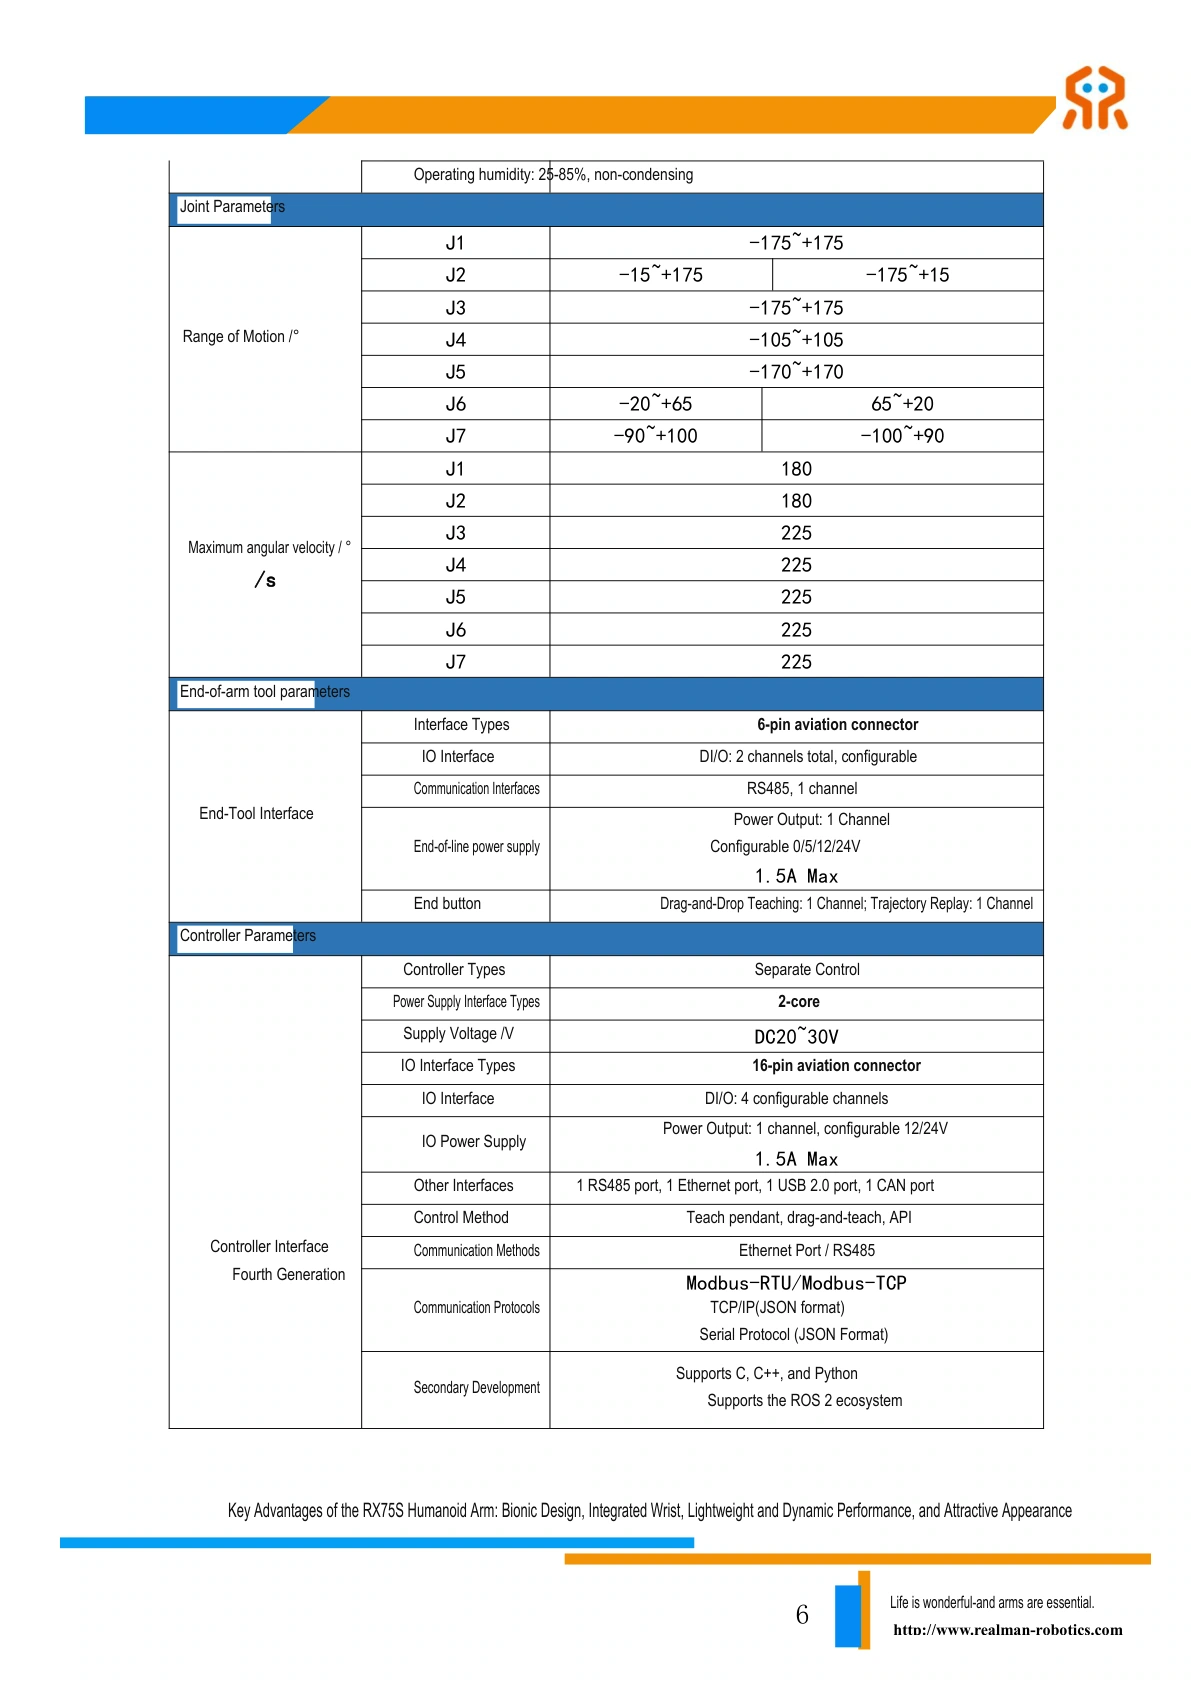 Operating humidity: 25-85%, non-condensing
Joint Parameters
Range of Motion /°
J1 -175~+175
J2 -15~+175 -175~+15
J3 -175~+175
J4 -105~+105
J5 -170~+170
J6 -20~+65 65~+20
J7 -90~+100 -100~+90
Maximum angular velocity / °
/s
J1 180
J2 180
J3 225
J4 225
J5 225
J6 225
J7 225
End-of-arm tool parameters
End-Tool Interface
Interface Types 6-pin aviation connector
IO Interface DI/O: 2 channels total, configurable
Communication Interfaces RS485, 1 channel
End-of-line power supply
Power Output: 1 Channel
Configurable 0/5/12/24V
1.5A Max
End button Drag-and-Drop Teaching: 1 Channel; Trajectory Replay: 1 Channel
Controller Parameters
Controller Interface
Fourth Generation
Controller Types Separate Control
Power Supply Interface Types 2-core
Supply Voltage /V DC20~30V
IO Interface Types 16-pin aviation connector
IO Interface DI/O: 4 configurable channels
IO Power Supply
Power Output: 1 channel, configurable 12/24V
1.5A Max
Other Interfaces 1 RS485 port, 1 Ethernet port, 1 USB 2.0 port, 1 CAN port
Control Method Teach pendant, drag-and-teach, API
Communication Methods Ethernet Port / RS485
Communication Protocols
Modbus-RTU/Modbus-TCP
TCP/IP(JSON format)
Serial Protocol (JSON Format)
Secondary Development
Supports C, C++, and Python
Supports the ROS 2 ecosystem
Key Advantages of the RX75S Humanoid Arm: Bionic Design, Integrated Wrist, Lightweight and Dynamic Performance, and Attractive Appearance
6
Life is wonderful-and arms are essential.
http://www.realman-robotics.com